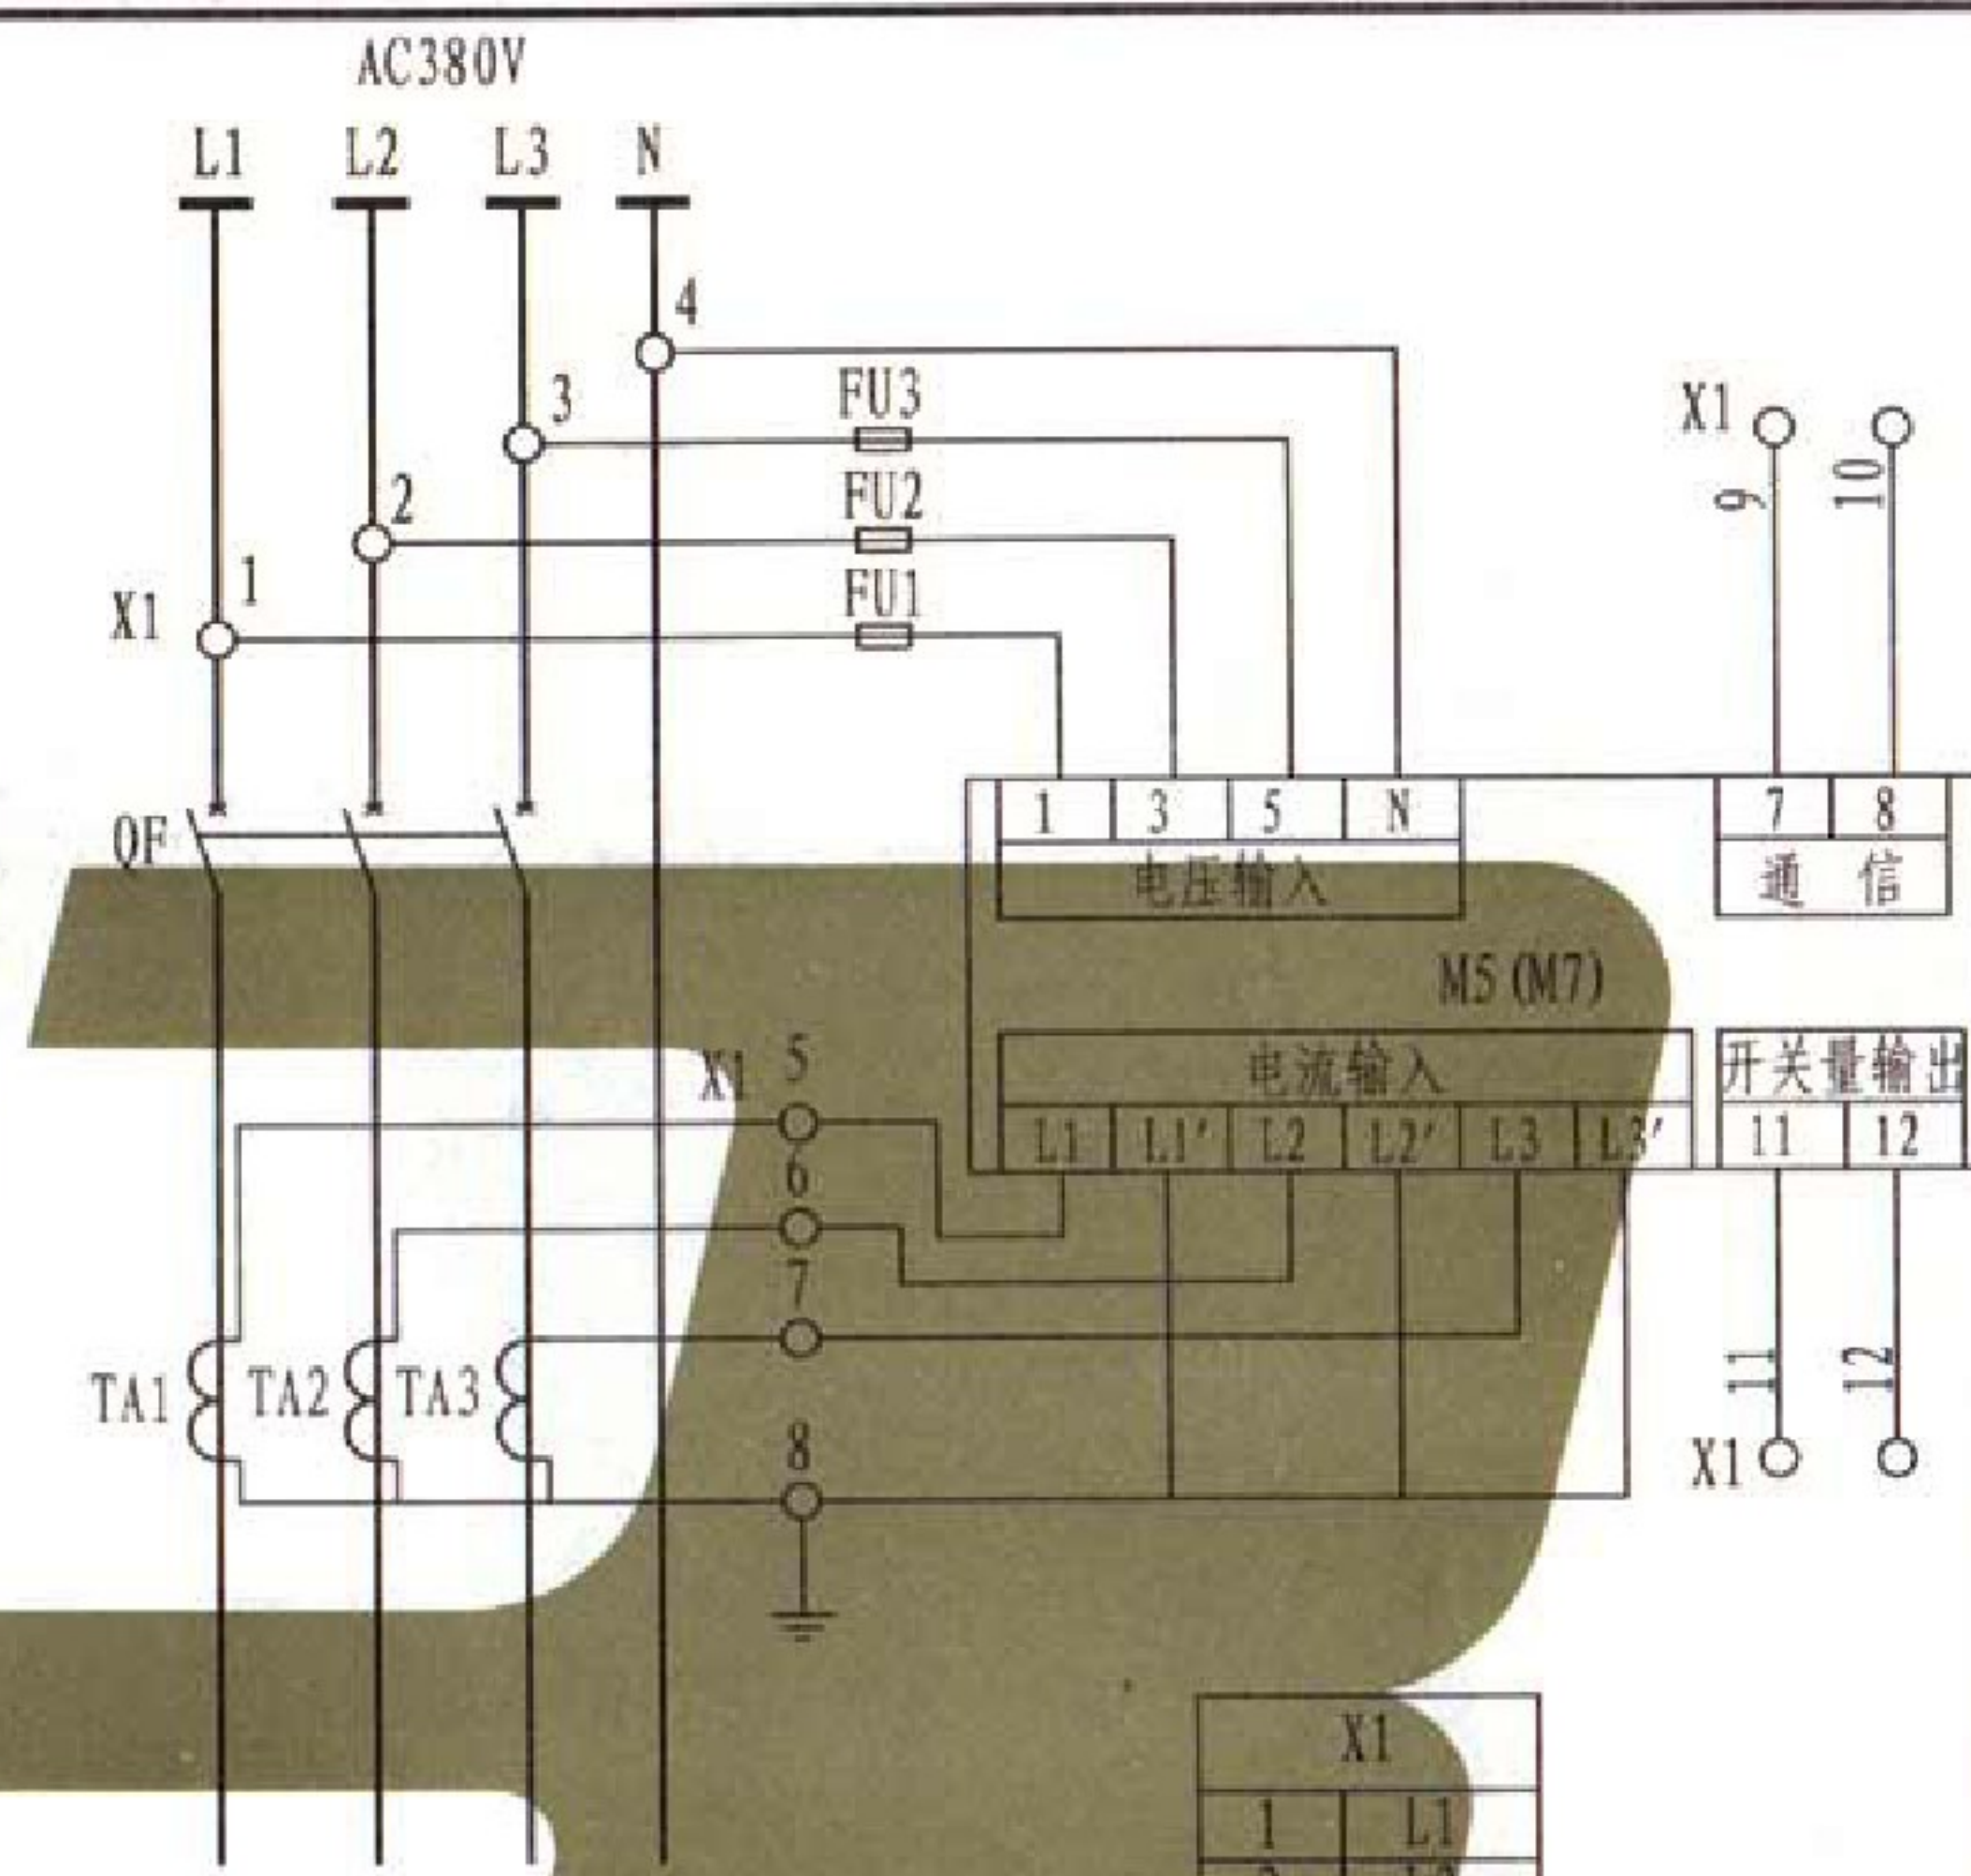 AC380V
L1 L2 L3 N
4
3 FU3
X1 9 10
2 FU2
X1 1 FU1
QF
1 3 5 N 7 8
电压输入 通 信
M5 (M7)
X1 5
电流输入 开关量输出
L1 L1′ L2 L2′ L3 L3′ 11 12
6
7
TA1 TA2 TA3
11 12
8
X1
X1
1 L1